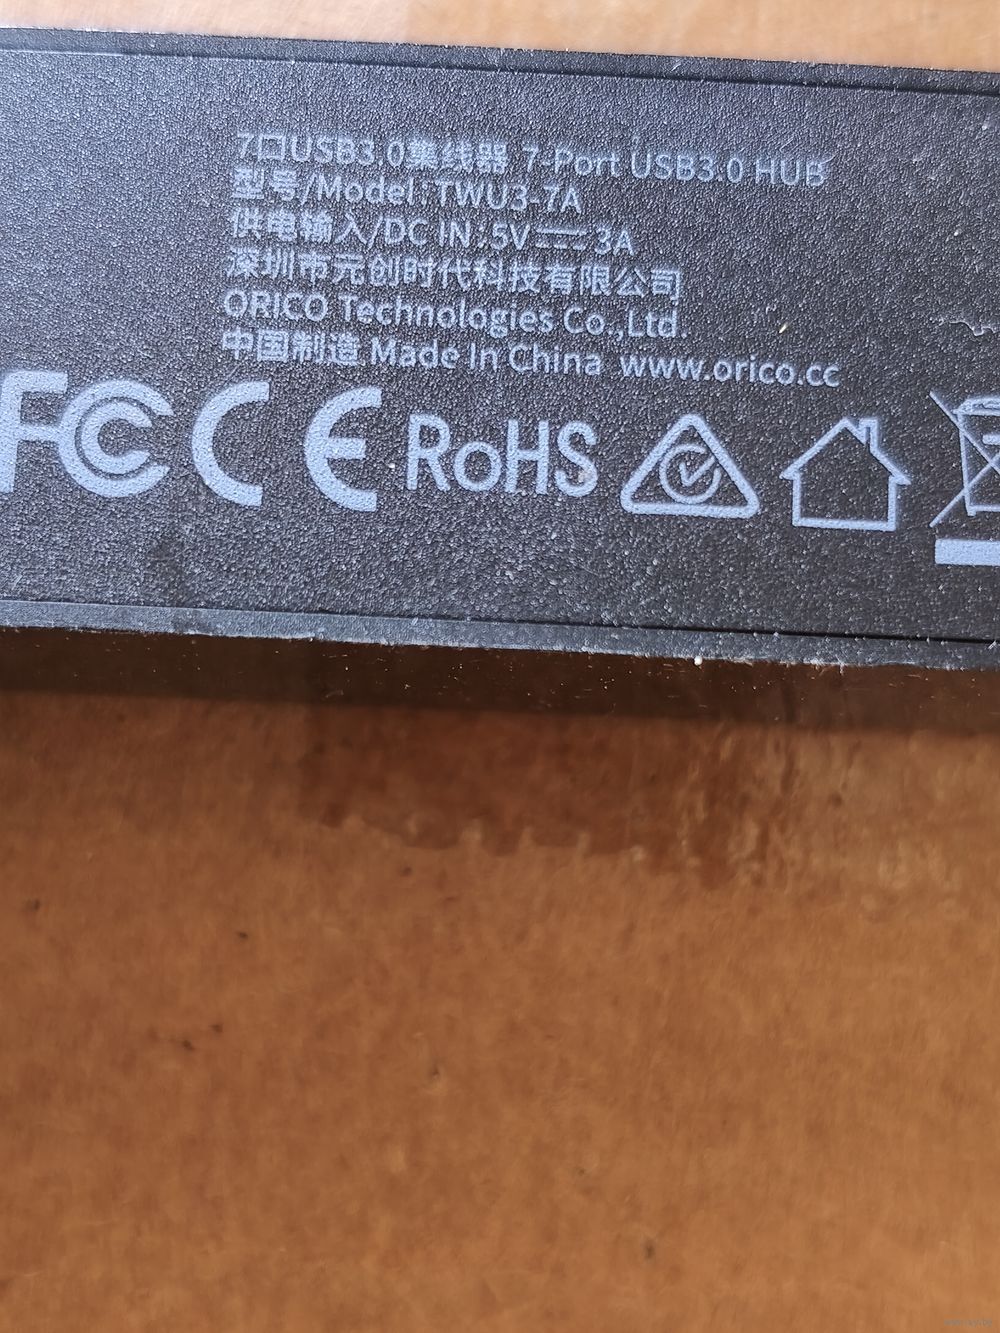 7口USB3.0集线器 7-Port USB3.0 HUB
型号/Model:TWU3-7A
供电输入/DC IN :5V⎓3A
深圳市元创时代科技有限公司
ORICO Technologies Co.,Ltd.
中国制造 Made In China www.orico.cc
FC CE RoHS